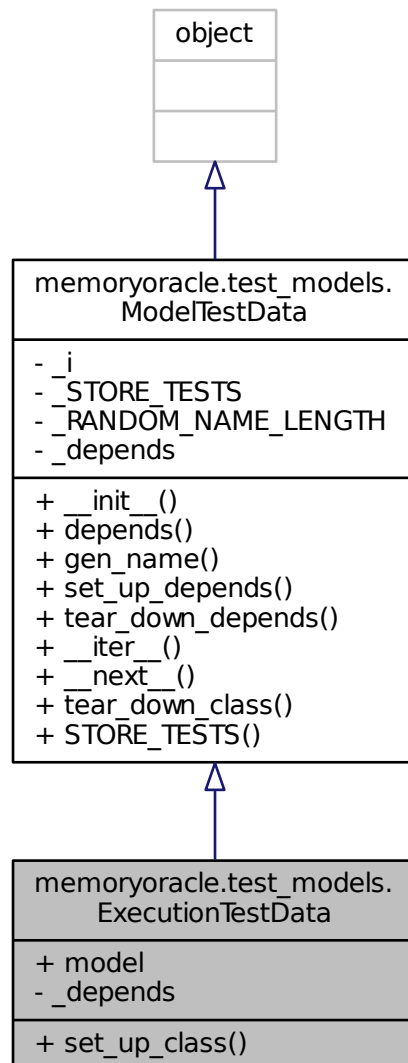 object
memoryoracle.test_models.
ModelTestData
- _i
- _STORE_TESTS
- _RANDOM_NAME_LENGTH
- _depends
+ __init__()
+ depends()
+ gen_name()
+ set_up_depends()
+ tear_down_depends()
+ __iter__()
+ __next__()
+ tear_down_class()
+ STORE_TESTS()
memoryoracle.test_models.
ExecutionTestData
+ model
- _depends
+ set_up_class()